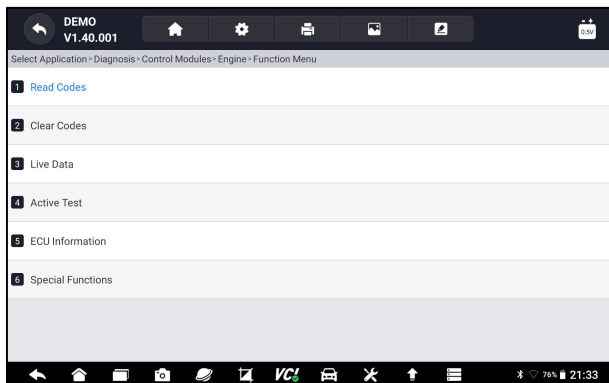 DEMO
V1.40.001
0.5V
Select Application > Diagnosis > Control Modules > Engine > Function Menu
1 Read Codes
2 Clear Codes
3 Live Data
4 Active Test
5 ECU Information
6 Special Functions
VC! 76% 21:33